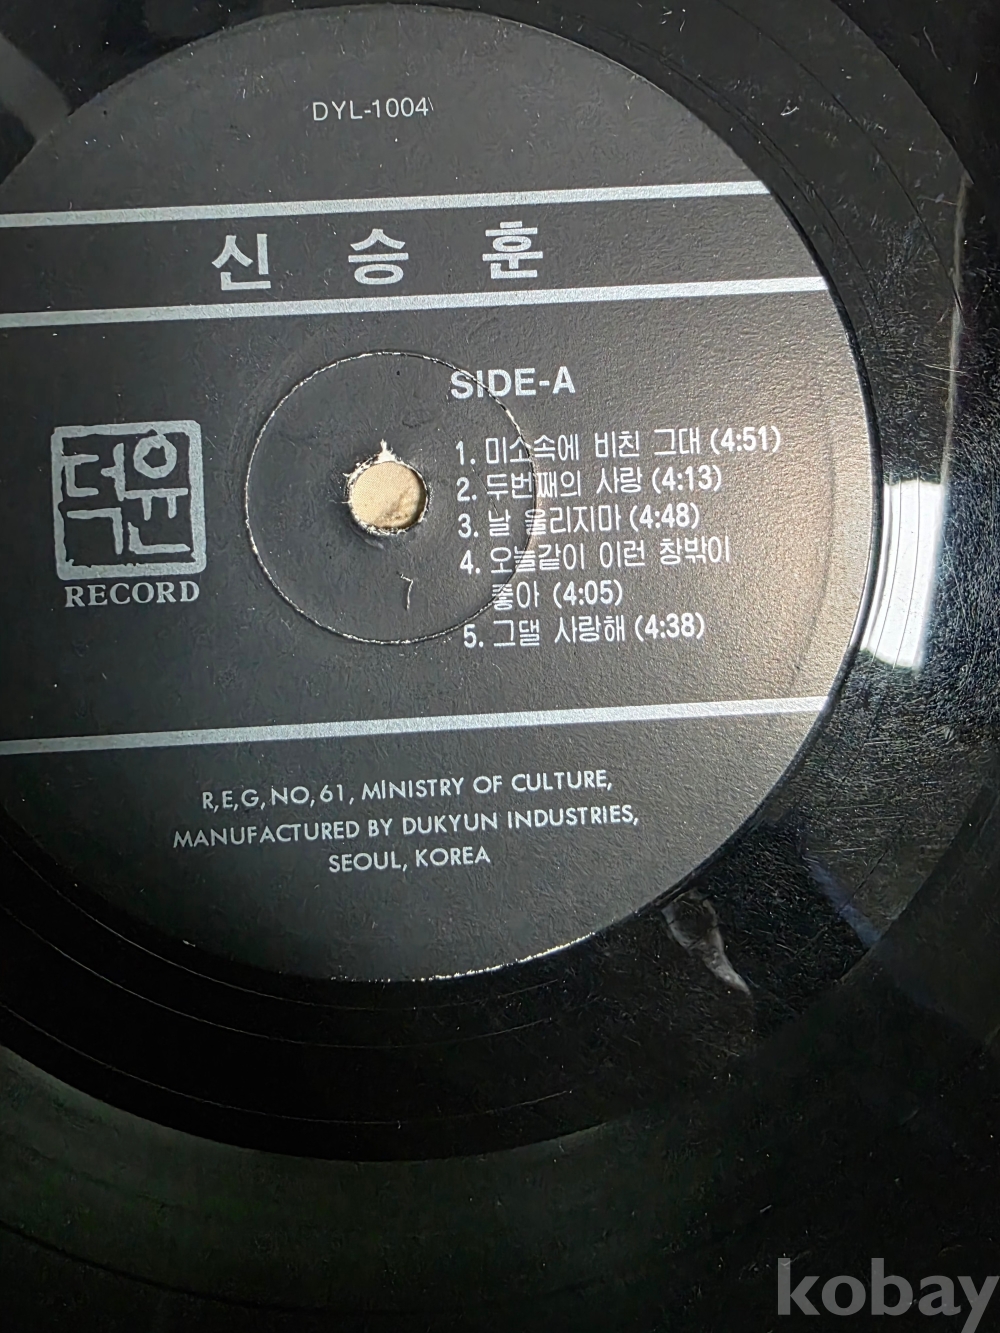 DYL-1004
신승훈
SIDE-A
1. 미소속에 비친 그대 (4:51)
2. 두번째의 사랑 (4:13)
3. 날 울리지마 (4:48)
4. 오늘같이 이런 창밖이
좋아 (4:05)
5. 그댈 사랑해 (4:38)
덕윤
RECORD
R,E,G,NO,61, MINISTRY OF CULTURE,
MANUFACTURED BY DUKYUN INDUSTRIES,
SEOUL, KOREA
kobay